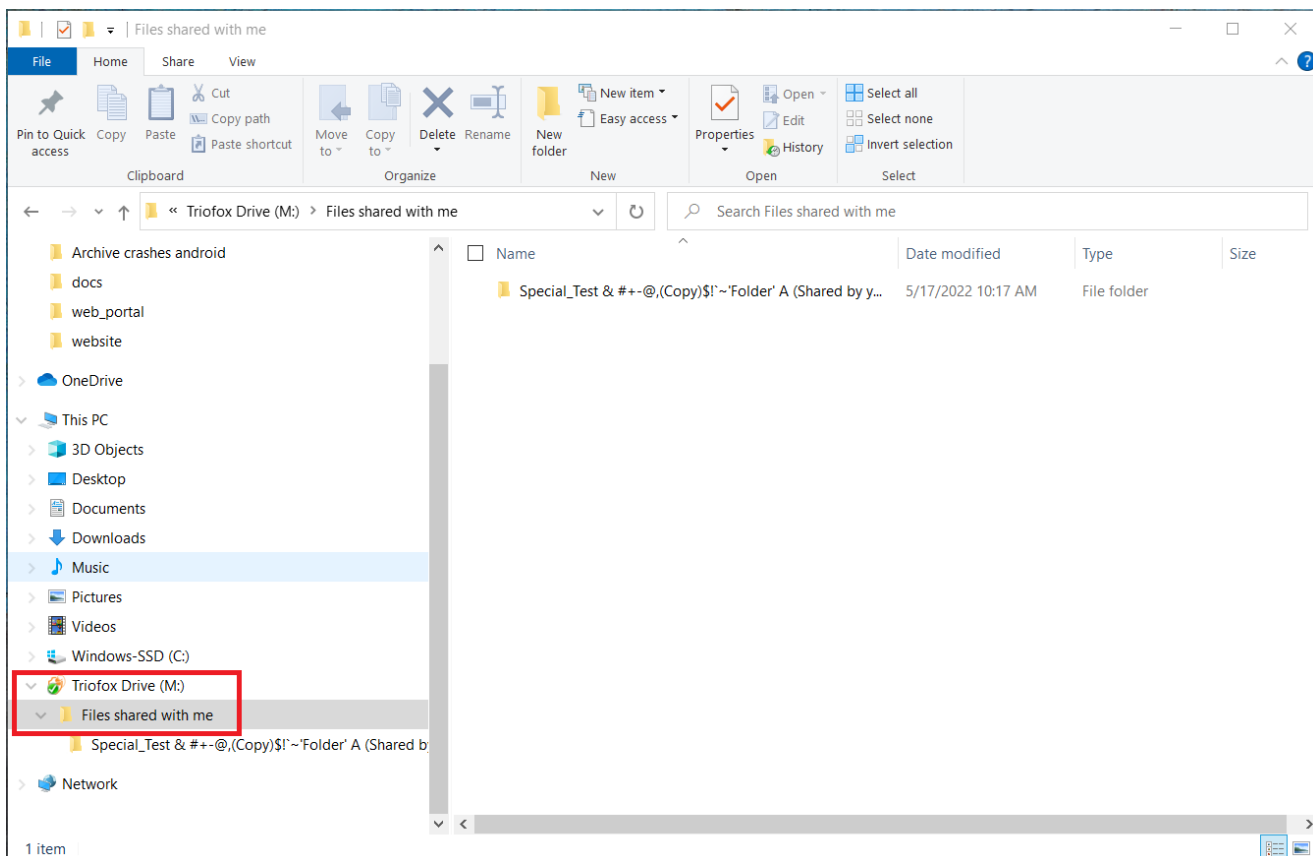 Files shared with me
File Home Share View
Pin to Quick access
Copy
Paste
Cut
Copy path
Paste shortcut
Clipboard
Move to
Copy to
Delete
Rename
Organize
New folder
New item
Easy access
New
Properties
Open
Edit
History
Open
Select all
Select none
Invert selection
Select
« Triofox Drive (M:) > Files shared with me
Search Files shared with me
Archive crashes android
docs
web_portal
website
OneDrive
This PC
3D Objects
Desktop
Documents
Downloads
Music
Pictures
Videos
Windows-SSD (C:)
Triofox Drive (M:)
Files shared with me
Special_Test & #+-@,(Copy)$!`~'Folder' A (Shared b
Network
Name Date modified Type Size
Special_Test & #+-@,(Copy)$!`~'Folder' A (Shared by y... 5/17/2022 10:17 AM File folder
1 item